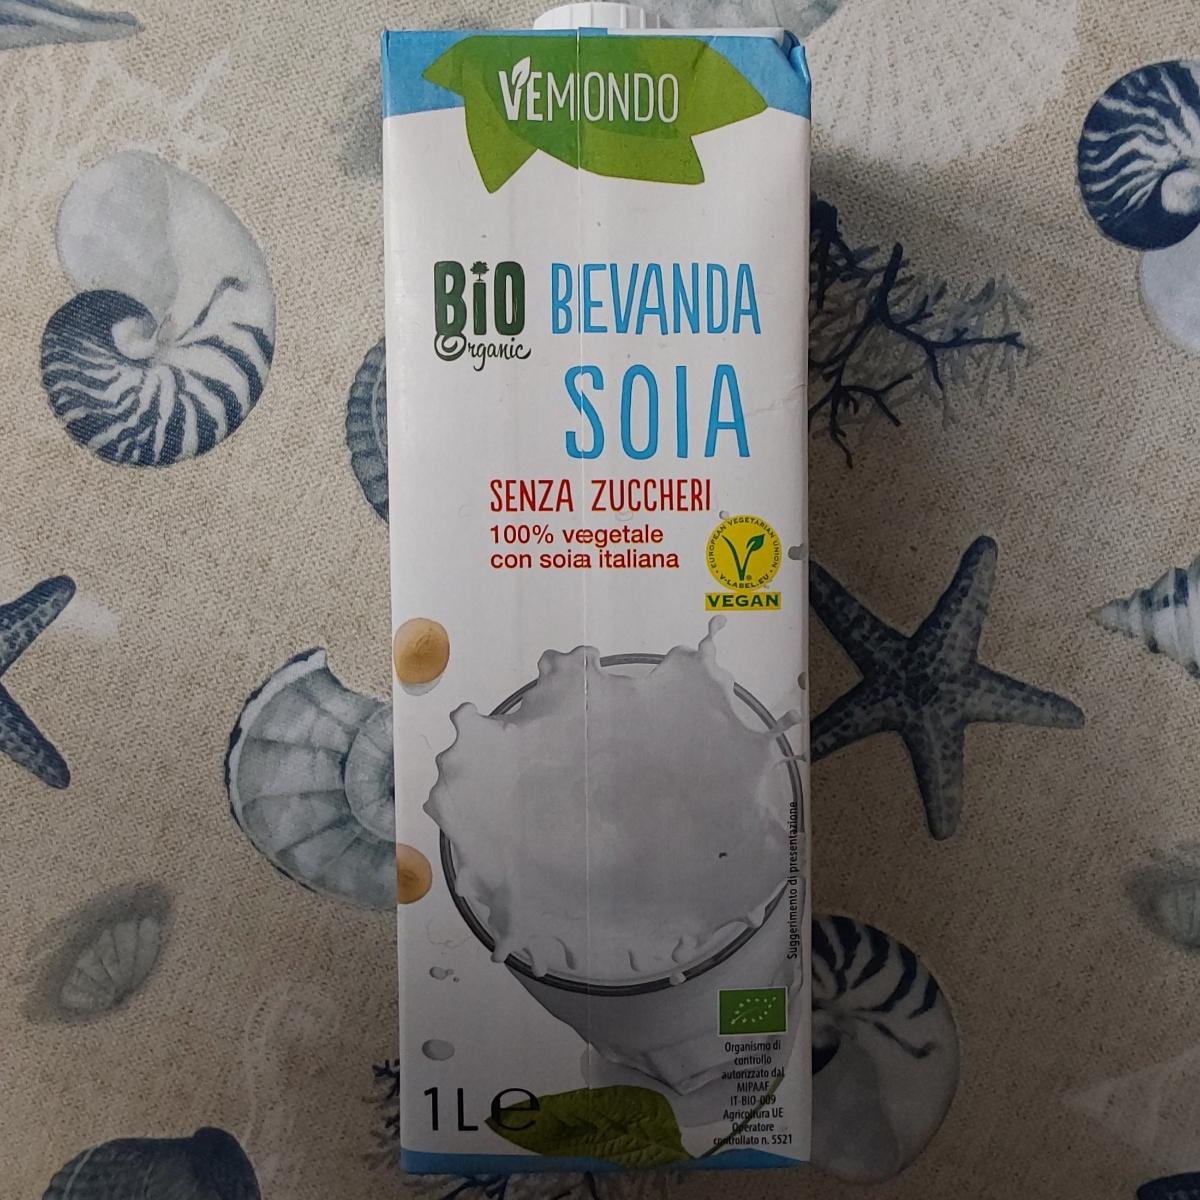 VEMONDO
BIO
Organic
BEVANDA
SOIA
SENZA ZUCCHERI
100% vegetale
con soia italiana
EUROPEAN VEGETARIAN UNION
V-LABEL.EU
VEGAN
Suggerimento di presentazione
Organismo di
controllo
autorizzato dal
MIPAAF
IT-BIO-009
Agricoltura UE
Operatore
controllato n. 5521
1L e